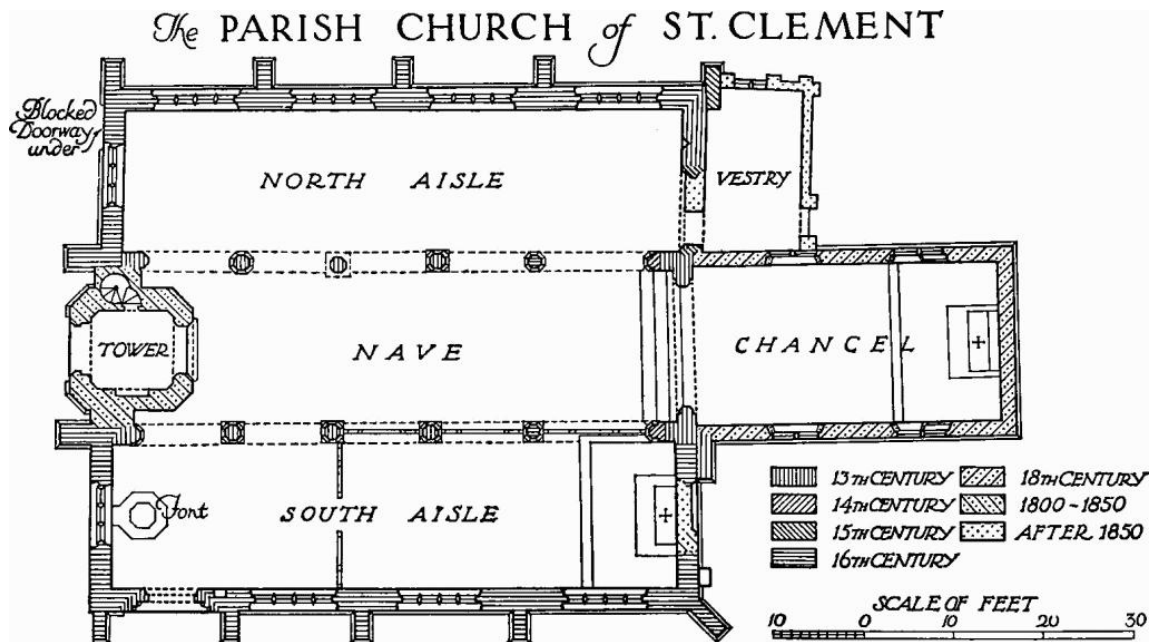 The PARISH CHURCH of ST. CLEMENT
Blocked
Doorway
under
NORTH AISLE
VESTRY
TOWER
NAVE
CHANCEL
Font
SOUTH AISLE
13TH CENTURY
14TH CENTURY
15TH CENTURY
16TH CENTURY
18TH CENTURY
1800-1850
AFTER 1850
SCALE OF FEET
10 0 10 20 30